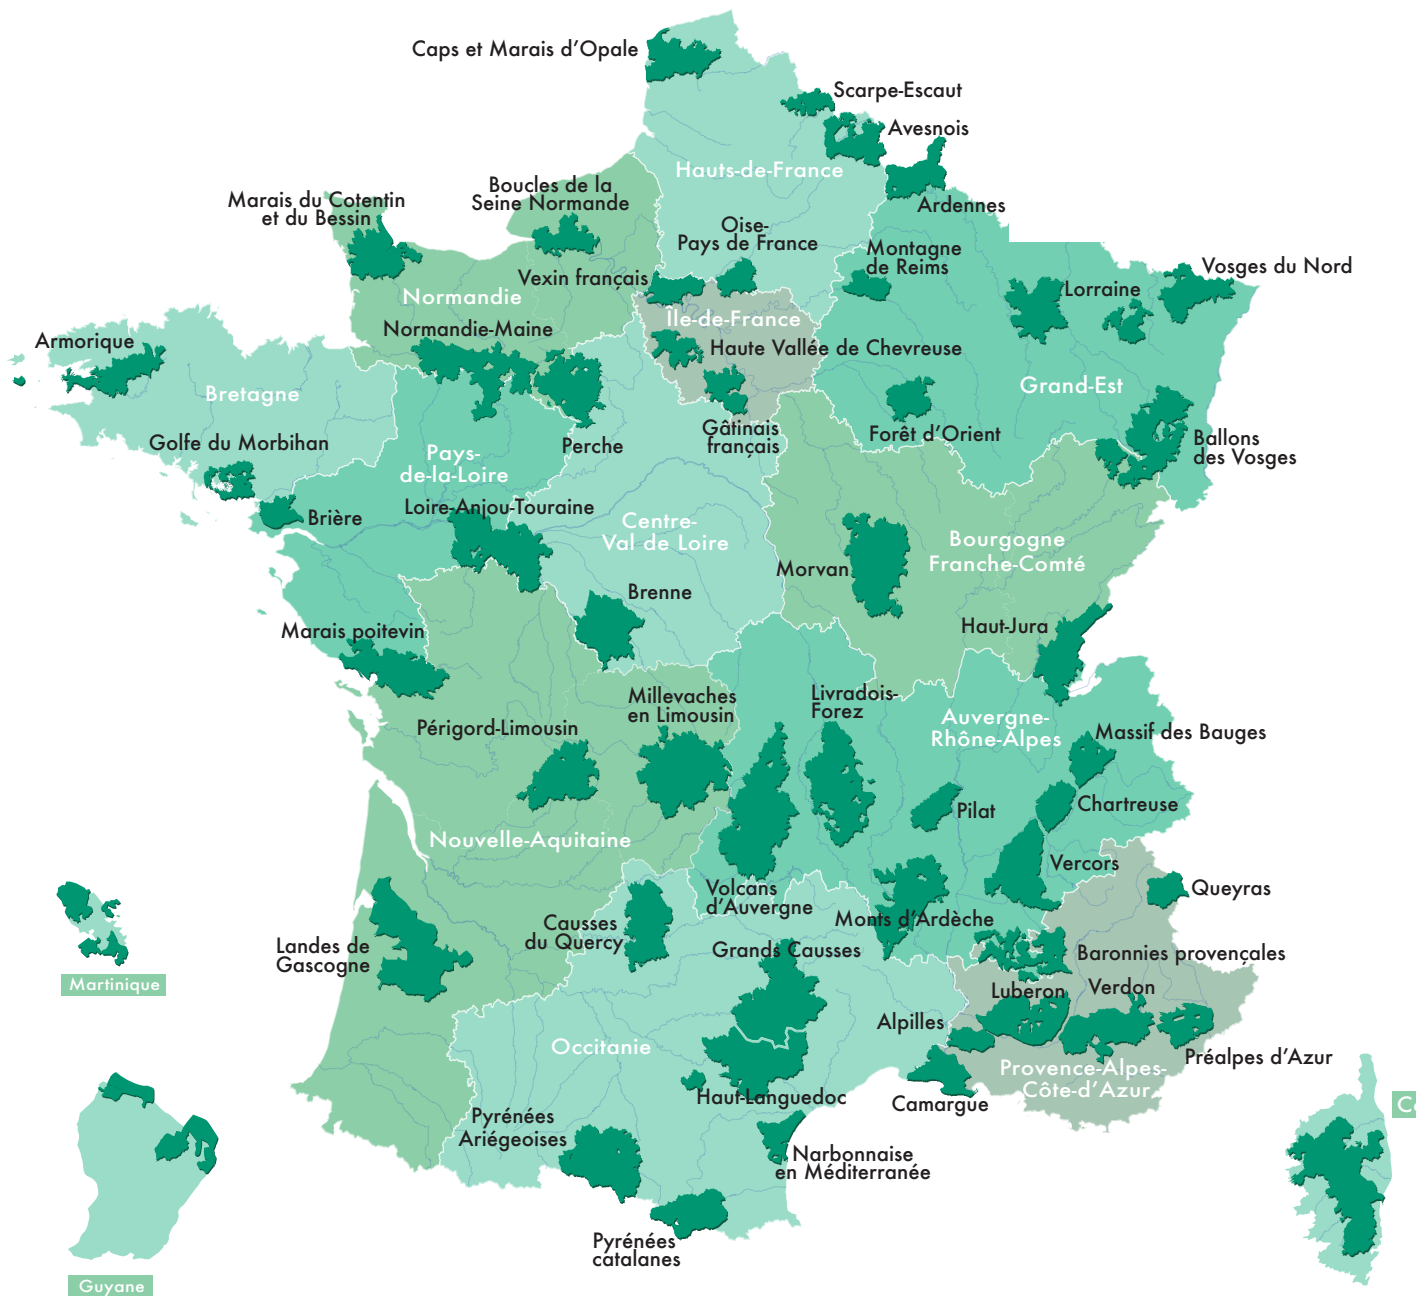 Caps et Marais d'Opale
Scarpe-Escaut
Avesnois
Hauts-de-France
Ardennes
Marais du Cotentin
et du Bessin
Boucles de la
Seine Normande
Oise-
Pays de France
Montagne
de Reims
Vosges du Nord
Vexin français
Lorraine
Normandie
Île-de-France
Normandie-Maine
Armorique
Haute Vallée de Chevreuse
Bretagne
Grand-Est
Golfe du Morbihan
Pays-
de-la-Loire
Perche
Gâtinais
français
Forêt d'Orient
Ballons
des Vosges
Brière
Loire-Anjou-Touraine
Centre-
Val de Loire
Bourgogne
Franche-Comté
Morvan
Brenne
Haut-Jura
Marais poitevin
Millevaches
en Limousin
Livradois-
Forez
Périgord-Limousin
Auvergne-
Rhône-Alpes
Massif des Bauges
Chartreuse
Pilat
Nouvelle-Aquitaine
Vercors
Volcans
d'Auvergne
Queyras
Causses
du Quercy
Monts d'Ardèche
Landes de
Gascogne
Grands Causses
Baronnies provençales
Martinique
Luberon
Verdon
Alpilles
Occitanie
Préalpes d'Azur
Provence-Alpes-
Côte-d'Azur
Camargue
Haut-Languedoc
Pyrénées
Ariégeoises
Narbonnaise
en Méditerranée
Pyrénées
catalanes
Guyane